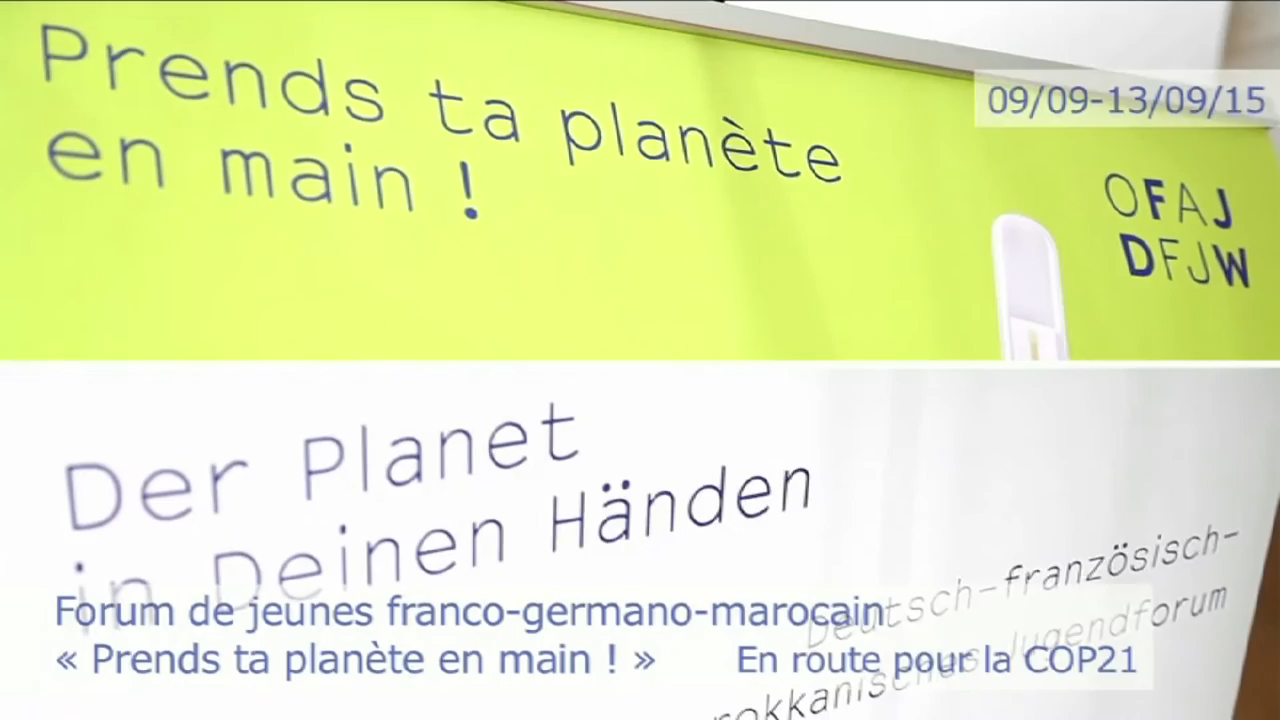 Prends ta planète
en main !
09/09-13/09/15
OFAJ
DFJW
Der Planet
in Deinen Händen
Deutsch-französisch-
Jugendforum
Forum de jeunes franco-germano-marocain
« Prends ta planète en main ! » En route pour la COP21